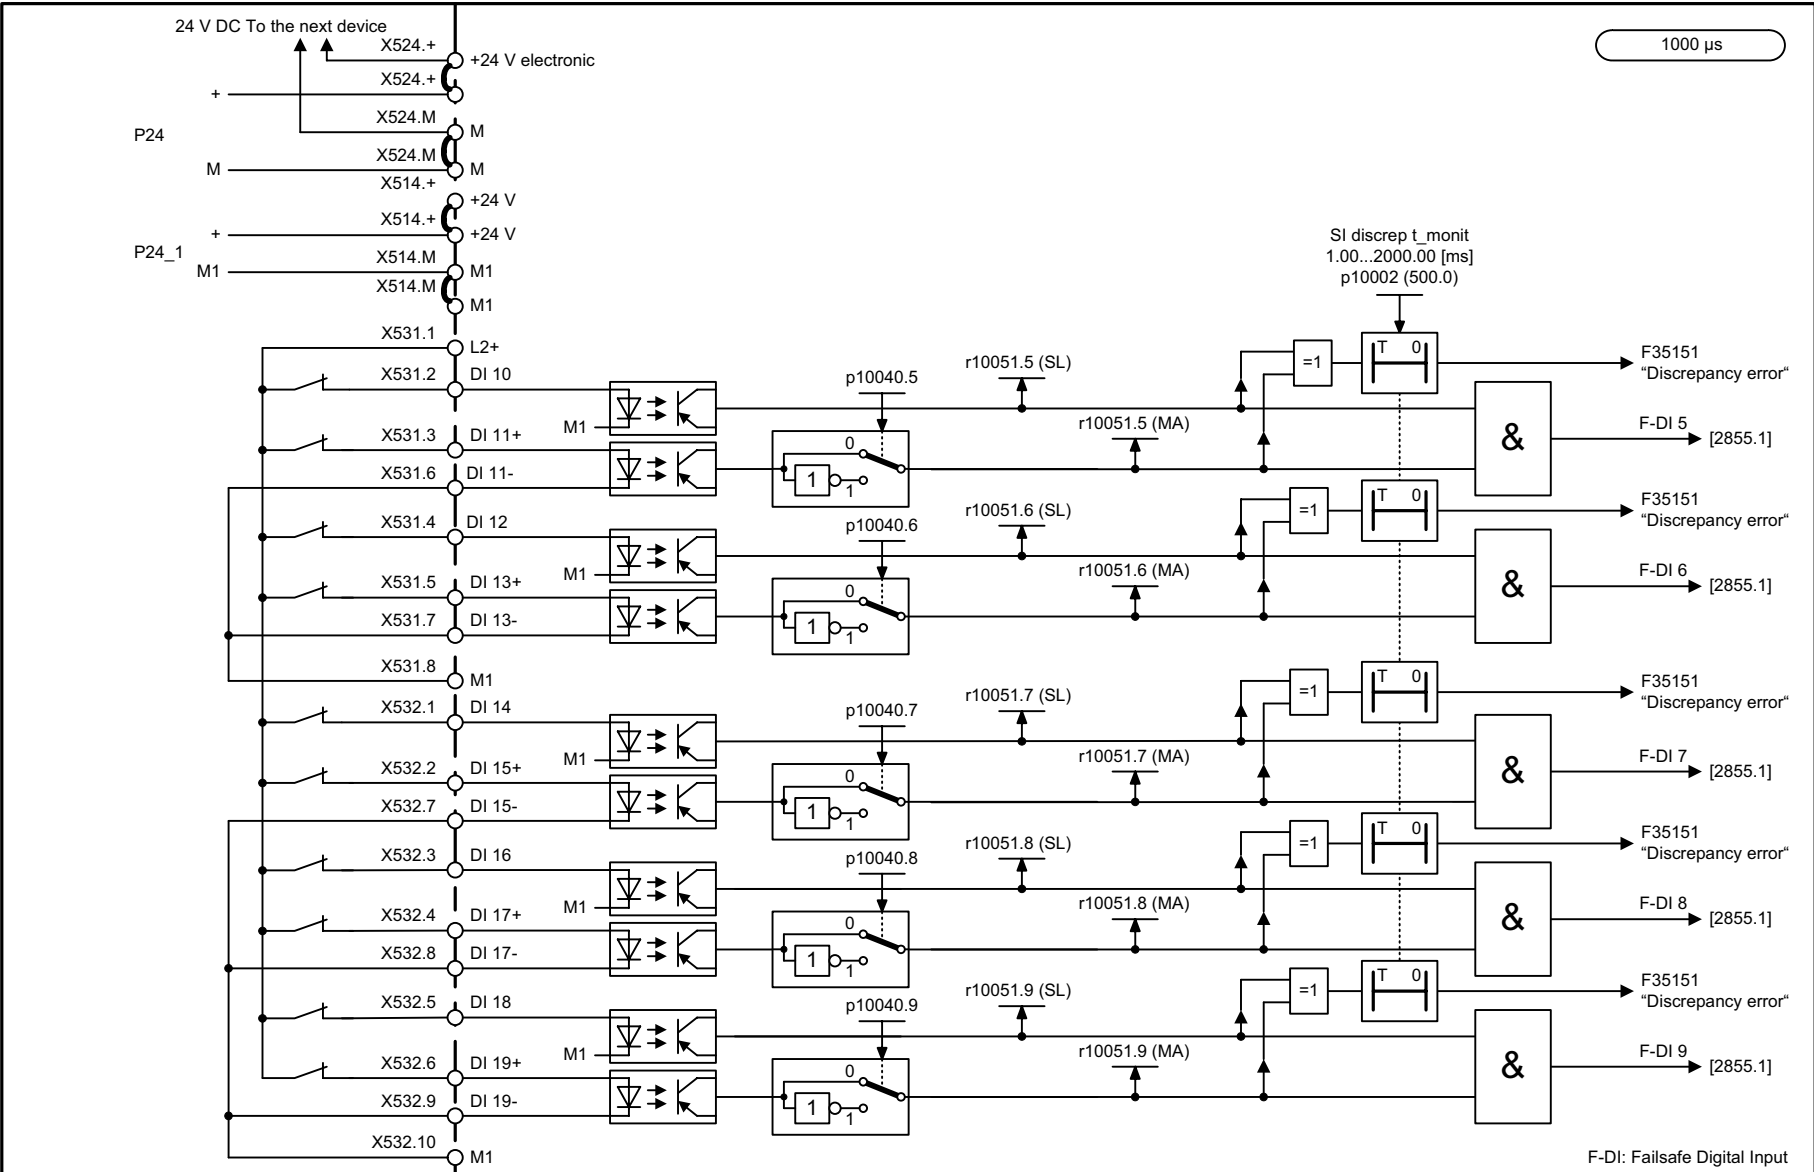 24 V DC To the next device
1000 µs
X524.+
+24 V electronic
X524.+
+
X524.M
M
P24
X524.M
M
M
X514.+
+24 V
X514.+
+
+24 V
P24_1
X514.M
M1
M1
X514.M
M1
SI discrep t_monit
1.00...2000.00 [ms]
p10002 (500.0)
X531.1
L2+
X531.2
DI 10
M1
X531.3
DI 11+
X531.6
DI 11-
p10040.5
0
1
1
r10051.5 (SL)
r10051.5 (MA)
=1
T 0
F35151
“Discrepancy error“
&
F-DI 5
[2855.1]
X531.4
DI 12
M1
X531.5
DI 13+
X531.7
DI 13-
p10040.6
0
1
1
r10051.6 (SL)
r10051.6 (MA)
=1
T 0
F35151
“Discrepancy error“
&
F-DI 6
[2855.1]
X531.8
M1
X532.1
DI 14
M1
X532.2
DI 15+
X532.7
DI 15-
p10040.7
0
1
1
r10051.7 (SL)
r10051.7 (MA)
=1
T 0
F35151
“Discrepancy error“
&
F-DI 7
[2855.1]
X532.3
DI 16
M1
X532.4
DI 17+
X532.8
DI 17-
p10040.8
0
1
1
r10051.8 (SL)
r10051.8 (MA)
=1
T 0
F35151
“Discrepancy error“
&
F-DI 8
[2855.1]
X532.5
DI 18
M1
X532.6
DI 19+
X532.9
DI 19-
p10040.9
0
1
1
r10051.9 (SL)
r10051.9 (MA)
=1
T 0
F35151
“Discrepancy error“
&
F-DI 9
[2855.1]
X532.10
M1
F-DI: Failsafe Digital Input